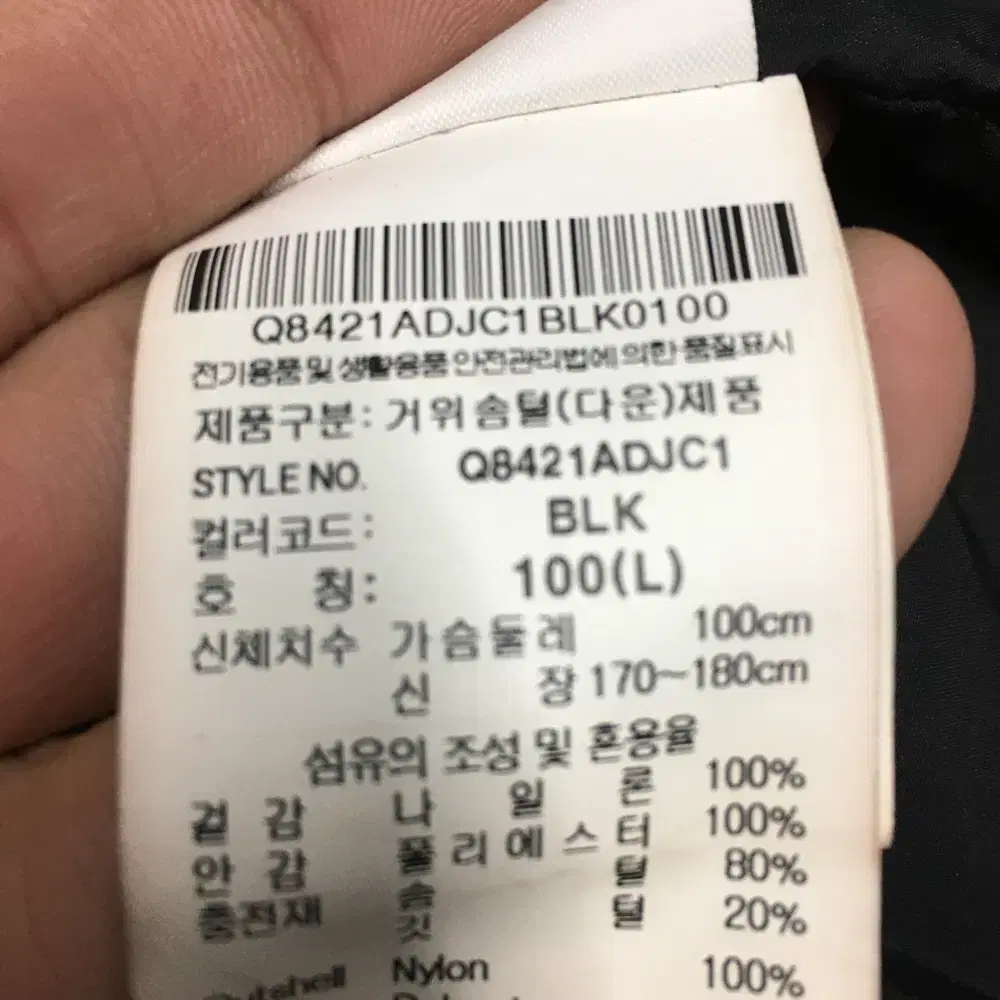 Q8421ADJC1BLK0100
전기용품 및 생활용품 안전관리법에 의한 품질표시
제품구분: 거위솜털(다운)제품
STYLE NO. Q8421ADJC1
컬러코드: BLK
호 칭: 100(L)
신체치수 가슴둘레 100cm
신 장 170~180cm
섬유의 조성 및 혼용율
겉 감 나 일 론 100%
안 감 폴 리 에 스 터 100%
충전재 솜 털 80%
깃 털 20%
Outshell Nylon 100%